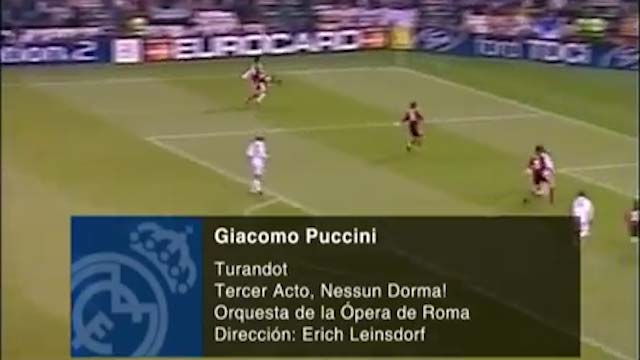 EUROCARD
Giacomo Puccini
Turandot
Tercer Acto, Nessun Dorma!
Orquesta de la Ópera de Roma
Dirección: Erich Leinsdorf